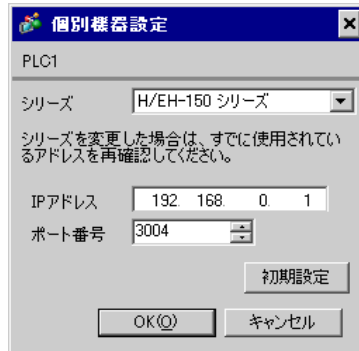 個別機器設定
PLC1
シリーズ H/EH-150 シリーズ
シリーズを変更した場合は、すでに使用されてい
るアドレスを再確認してください。
IPアドレス 192. 168. 0. 1
ポート番号 3004
初期設定
OK(O) キャンセル